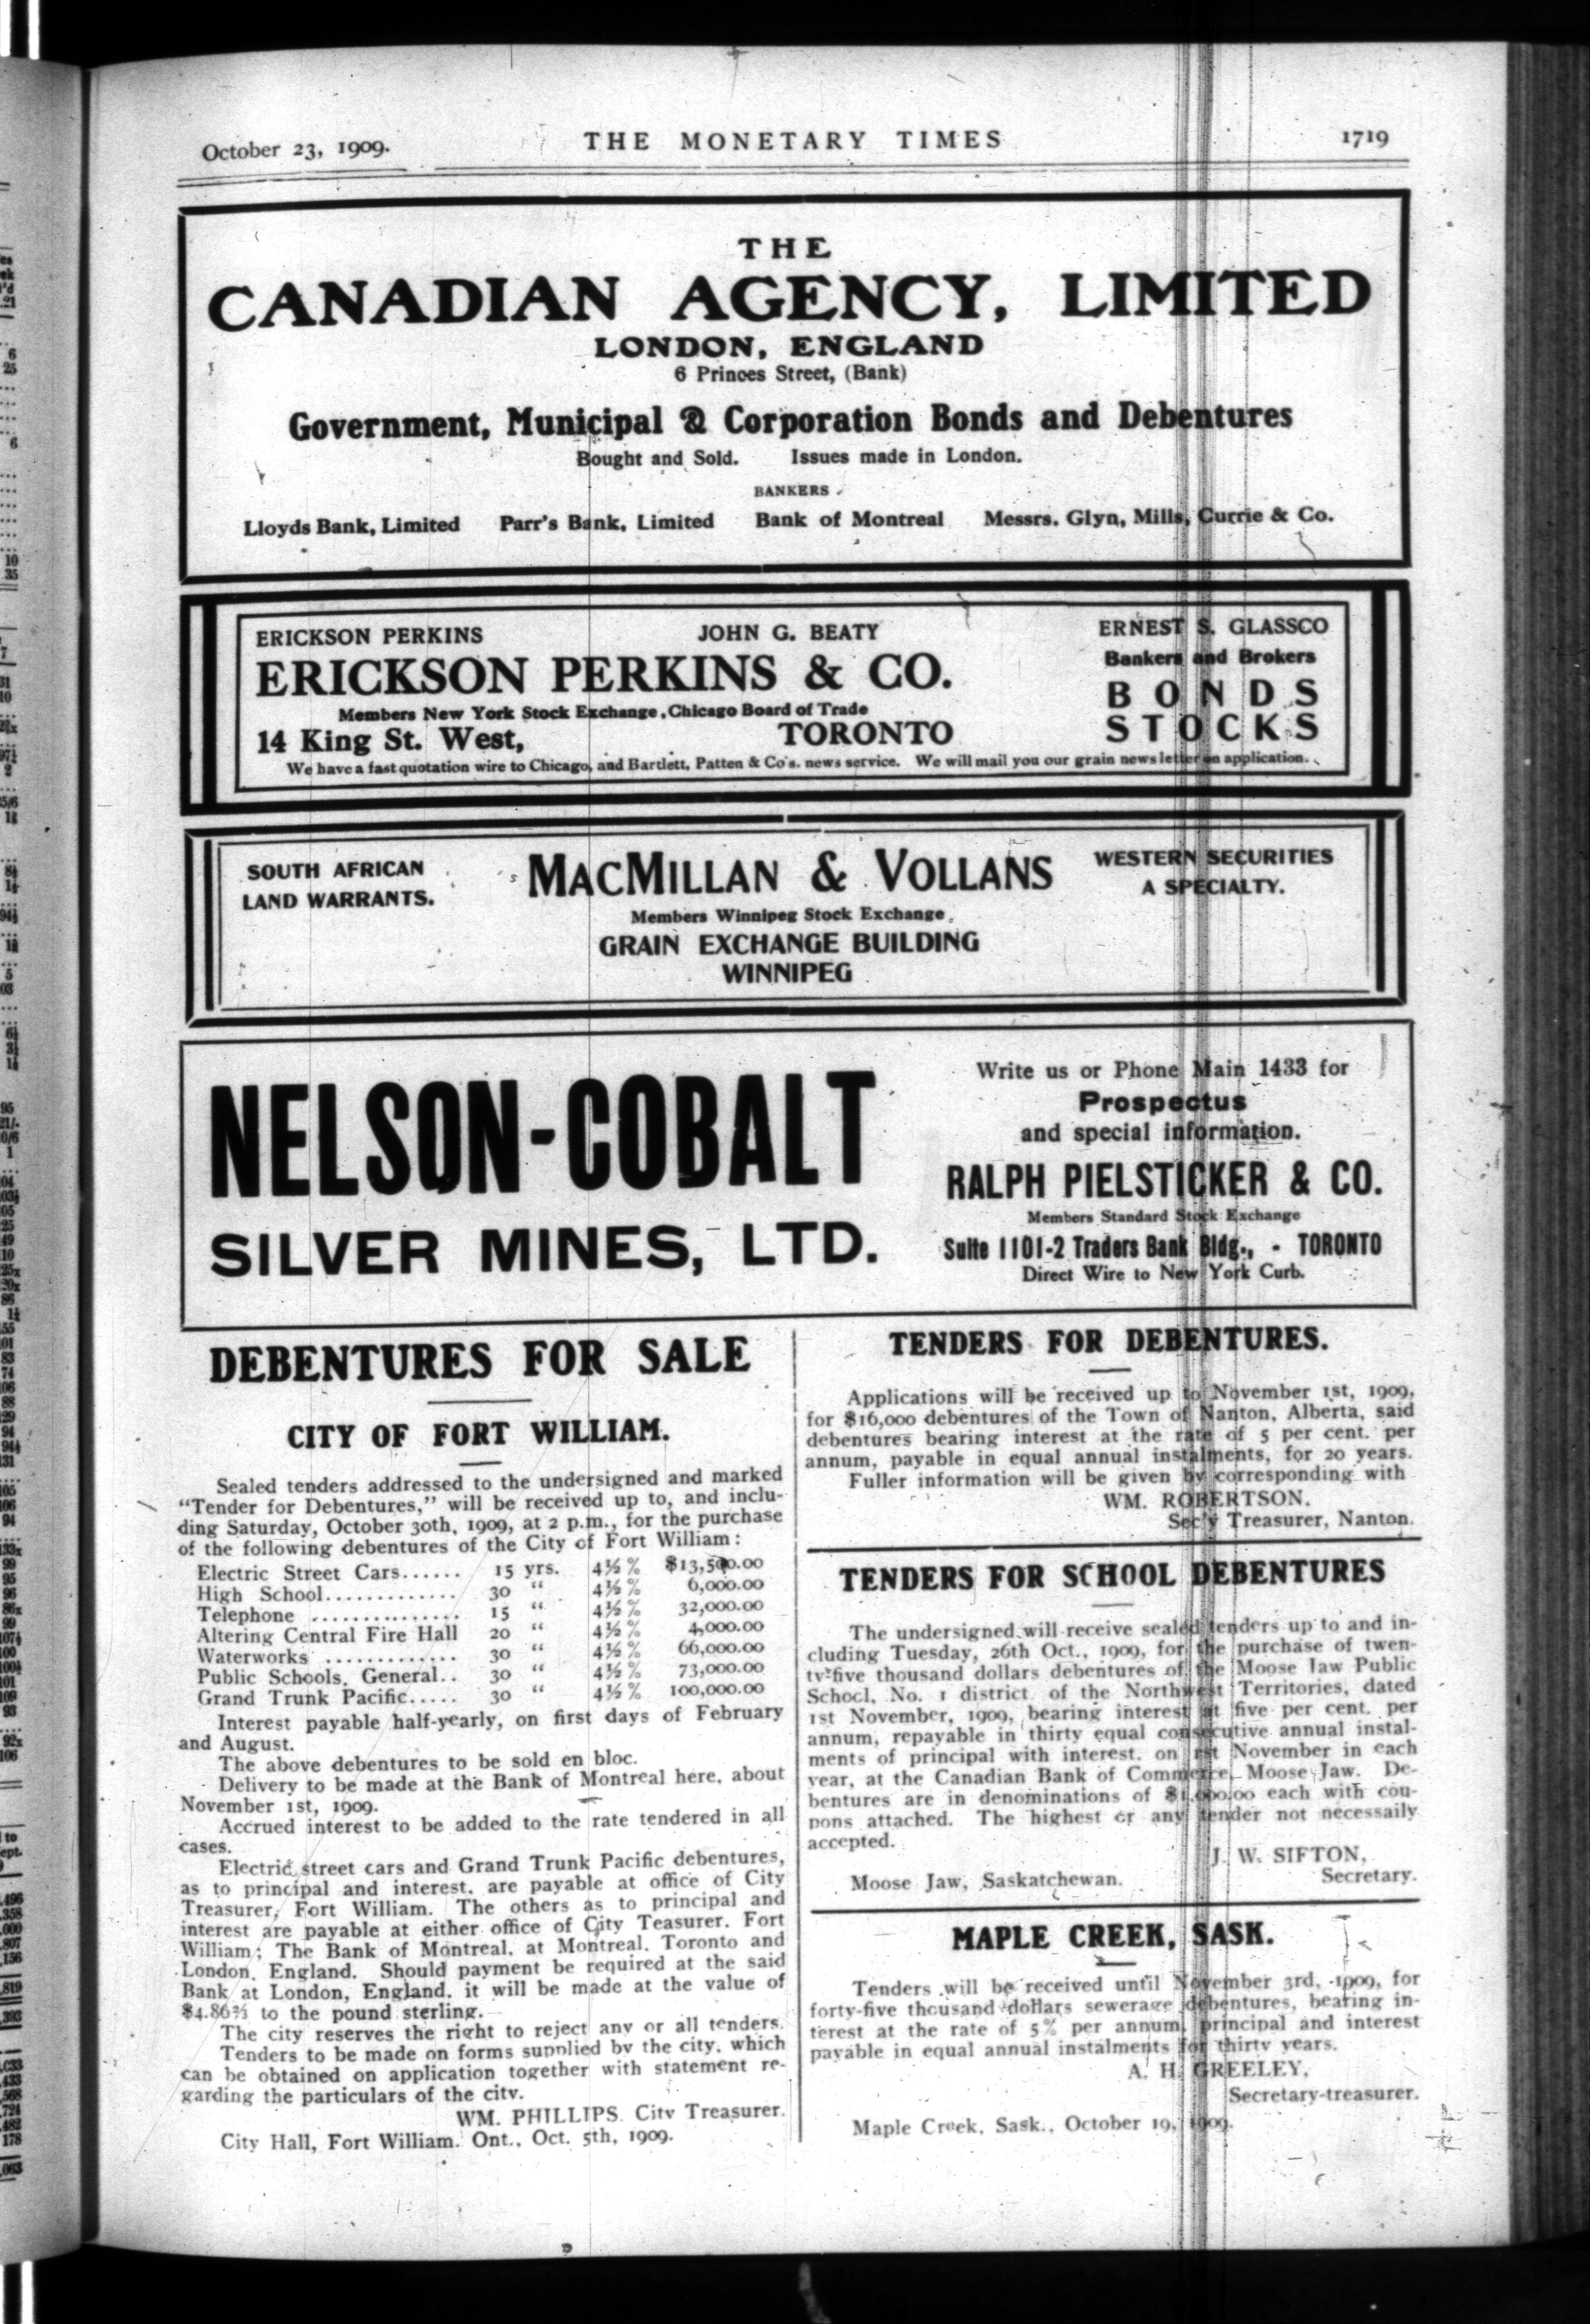 October 23, 1909.
THE MONETARY TIMES
1719
THE
CANADIAN AGENCY, LIMITED
LONDON, ENGLAND
6 Princes Street, (Bank)
Government, Municipal & Corporation Bonds and Debentures
Bought and Sold. Issues made in London.
BANKERS
Lloyds Bank, Limited Parr's Bank, Limited Bank of Montreal Messrs. Glyn, Mills, Currie & Co.
ERICKSON PERKINS JOHN G. BEATY ERNEST S. GLASSCO
ERICKSON PERKINS & CO.
Bankers and Brokers
Members New York Stock Exchange, Chicago Board of Trade
BONDS
14 King St. West, TORONTO
STOCKS
We have a fast quotation wire to Chicago, and Bartlett, Patten & Co's. news service. We will mail you our grain news letter on application.
SOUTH AFRICAN
LAND WARRANTS.
MACMILLAN & VOLLANS
Members Winnipeg Stock Exchange
GRAIN EXCHANGE BUILDING
WINNIPEG
WESTERN SECURITIES
A SPECIALTY.
NELSON-COBALT
SILVER MINES, LTD.
Write us or Phone Main 1433 for
Prospectus
and special information.
RALPH PIELSTICKER & CO.
Members Standard Stock Exchange
Suite 1101-2 Traders Bank Bldg., - TORONTO
Direct Wire to New York Curb.
DEBENTURES FOR SALE
CITY OF FORT WILLIAM.
Sealed tenders addressed to the undersigned and marked
"Tender for Debentures," will be received up to, and inclu-
ding Saturday, October 30th, 1909, at 2 p.m., for the purchase
of the following debentures of the City of Fort William:
Electric Street Cars...... 15 yrs. 4½% $13,500.00
High School............. 30 " 4½% 6,000.00
Telephone ............... 15 " 4½% 32,000.00
Altering Central Fire Hall 20 " 4½% 4,000.00
Waterworks ............. 30 " 4½% 66,000.00
Public Schools, General.. 30 " 4½% 73,000.00
Grand Trunk Pacific..... 30 " 4½% 100,000.00
Interest payable half-yearly, on first days of February
and August.
The above debentures to be sold en bloc.
Delivery to be made at the Bank of Montreal here, about
November 1st, 1909.
Accrued interest to be added to the rate tendered in all
cases.
Electric street cars and Grand Trunk Pacific debentures,
as to principal and interest, are payable at office of City
Treasurer, Fort William. The others as to principal and
interest are payable at either office of City Teasurer. Fort
William; The Bank of Montreal, at Montreal, Toronto and
London, England. Should payment be required at the said
Bank at London, England, it will be made at the value of
$4.86⅔ to the pound sterling.
The city reserves the right to reject any or all tenders.
Tenders to be made on forms supplied by the city, which
can be obtained on application together with statement re-
garding the particulars of the city.
WM. PHILLIPS, City Treasurer.
City Hall, Fort William, Ont., Oct. 5th, 1909.
TENDERS FOR DEBENTURES.
Applications will be received up to November 1st, 1909,
for $16,000 debentures of the Town of Nanton, Alberta, said
debentures bearing interest at the rate of 5 per cent. per
annum, payable in equal annual instalments, for 20 years.
Fuller information will be given by corresponding with
WM. ROBERTSON,
Sec'y Treasurer, Nanton.
TENDERS FOR SCHOOL DEBENTURES
The undersigned will receive sealed tenders up to and in-
cluding Tuesday, 26th Oct., 1909, for the purchase of twen-
ty-five thousand dollars debentures of the Moose Jaw Public
School, No. 1 district of the Northwest Territories, dated
1st November, 1909, bearing interest at five per cent. per
annum, repayable in thirty equal consecutive annual instal-
ments of principal with interest, on 1st November in each
year, at the Canadian Bank of Commerce, Moose Jaw. De-
bentures are in denominations of $1,000.00 each with cou-
pons attached. The highest or any tender not necessaily
accepted.
J. W. SIFTON,
Secretary.
Moose Jaw, Saskatchewan.
MAPLE CREEK, SASK.
Tenders will be received until November 3rd, 1909, for
forty-five thousand dollars sewerage debentures, bearing in-
terest at the rate of 5% per annum, principal and interest
payable in equal annual instalments for thirty years.
A. H. GREELEY,
Secretary-treasurer.
Maple Creek, Sask., October 19, 1909.